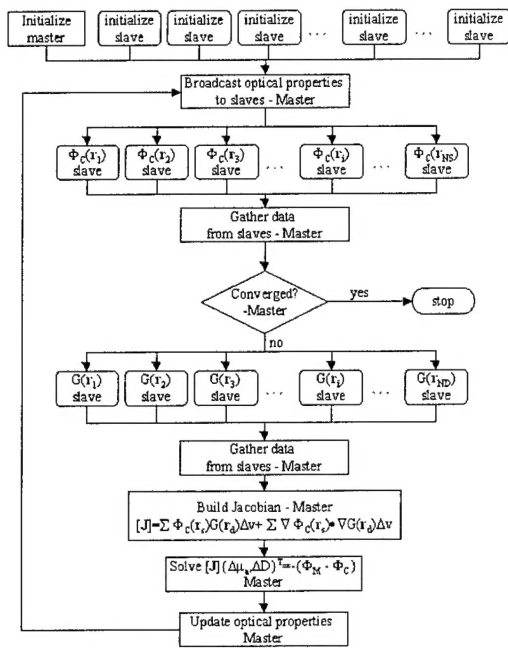 Initialize
master
initialize
slave
initialize
slave
initialize
slave
initialize
slave
...
initialize
slave
...
initialize
slave
Broadcast optical properties
to slaves - Master
Φ_C(r_1)
slave
Φ_C(r_2)
slave
Φ_C(r_3)
slave
...
Φ_C(r_i)
slave
...
Φ_C(r_NS)
slave
Gather data
from slaves - Master
Converged?
-Master
yes
stop
no
G(r_1)
slave
G(r_2)
slave
G(r_3)
slave
...
G(r_i)
slave
...
G(r_ND)
slave
Gather data
from slaves - Master
Build Jacobian - Master
[J]=∑ Φ_C(r_s)G(r_d)Δv+ ∑ ∇ Φ_C(r_s)• ∇G(r_d)Δv
Solve [J](Δμ_a,ΔD)^T=-(Φ_M - Φ_C)
Master
Update optical properties
Master